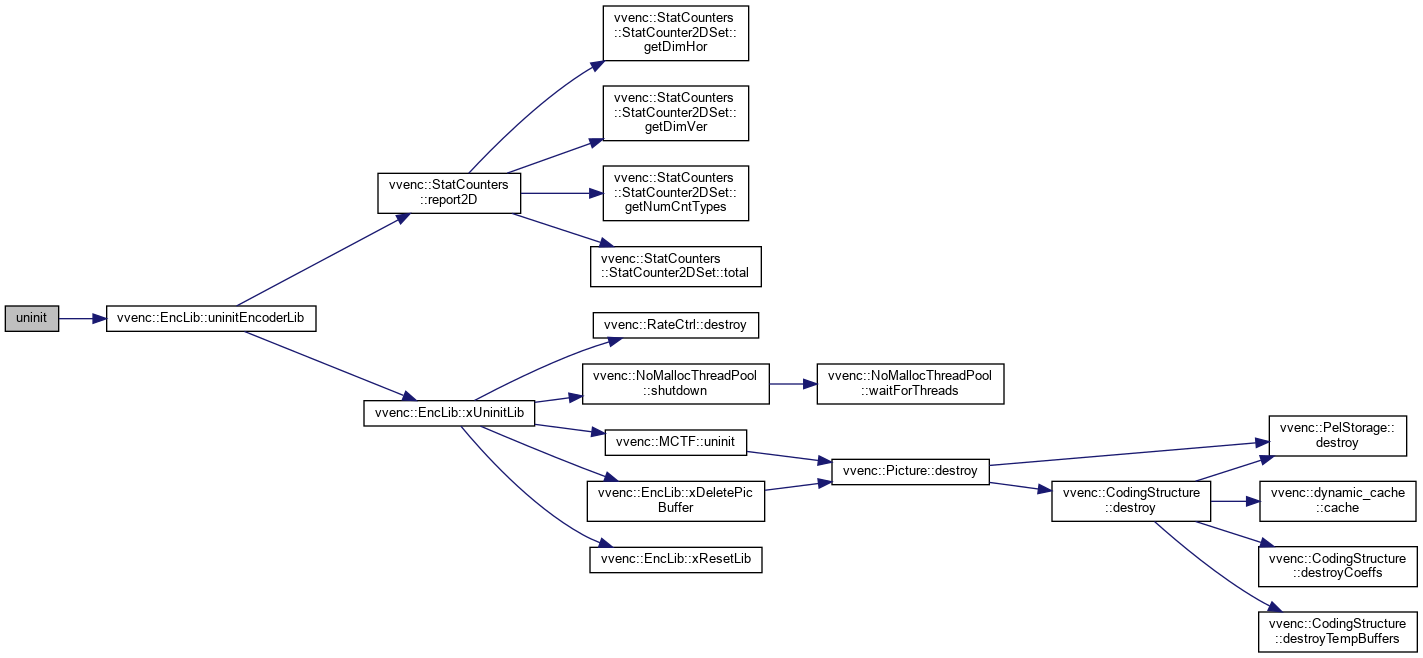 uninit
vvenc::EncLib::uninitEncoderLib
vvenc::StatCounters
::report2D
vvenc::StatCounters
::StatCounter2DSet::
getDimHor
vvenc::StatCounters
::StatCounter2DSet::
getDimVer
vvenc::StatCounters
::StatCounter2DSet::
getNumCntTypes
vvenc::StatCounters
::StatCounter2DSet::total
vvenc::EncLib::xUninitLib
vvenc::RateCtrl::destroy
vvenc::NoMallocThreadPool
::shutdown
vvenc::NoMallocThreadPool
::waitForThreads
vvenc::MCTF::uninit
vvenc::EncLib::xDeletePic
Buffer
vvenc::EncLib::xResetLib
vvenc::Picture::destroy
vvenc::CodingStructure
::destroy
vvenc::PelStorage::
destroy
vvenc::dynamic_cache
::cache
vvenc::CodingStructure
::destroyCoeffs
vvenc::CodingStructure
::destroyTempBuffers